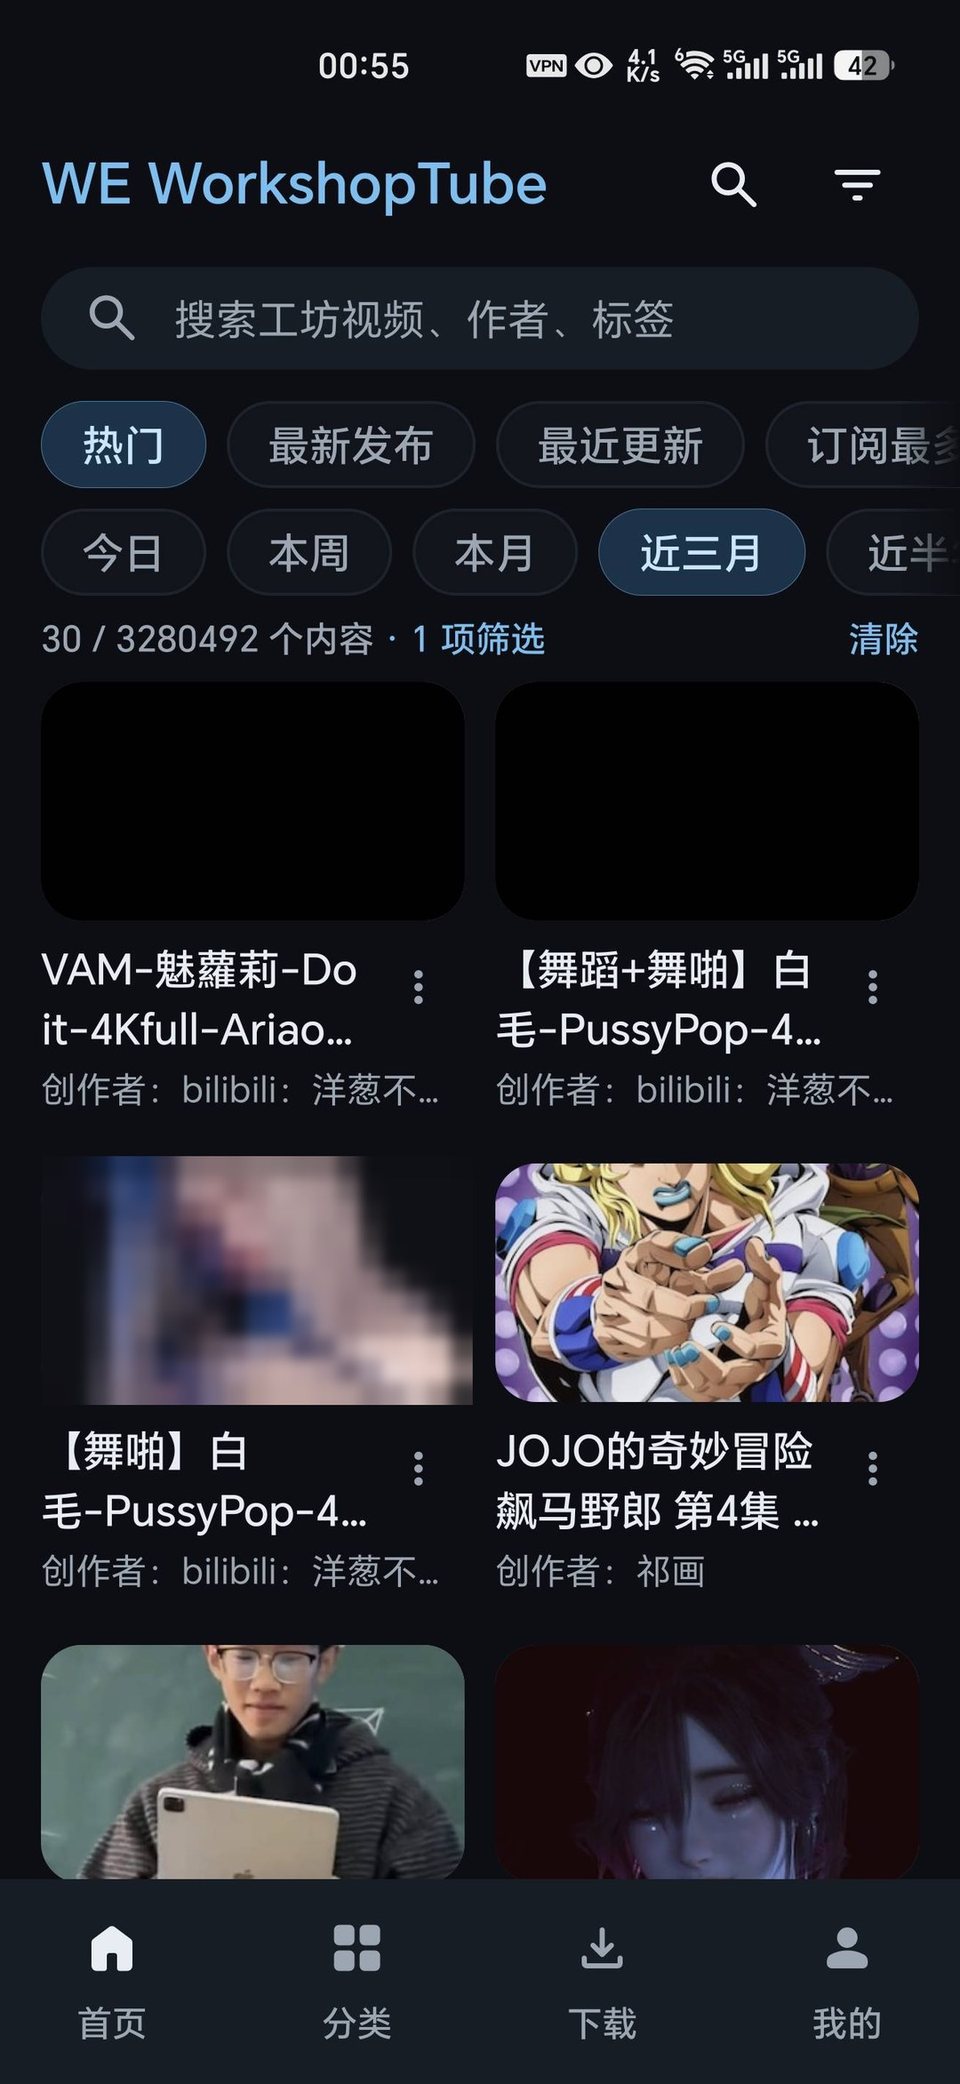 00:55
VPN 4.1 K/s 6 5G 5G 42
WE WorkshopTube
搜索工坊视频、作者、标签
热门 最新发布 最近更新 订阅最多
今日 本周 本月 近三月 近半
30 / 3280492 个内容 · 1 项筛选 清除
VAM-魅蘿莉-Do
it-4Kfull-Ariao...
创作者：bilibili：洋葱不...
【舞蹈+舞啪】白
毛-PussyPop-4...
创作者：bilibili：洋葱不...
【舞啪】白
毛-PussyPop-4...
创作者：bilibili：洋葱不...
JOJO的奇妙冒险
飙马野郎 第4集 ...
创作者：祁画
首页 分类 下载 我的